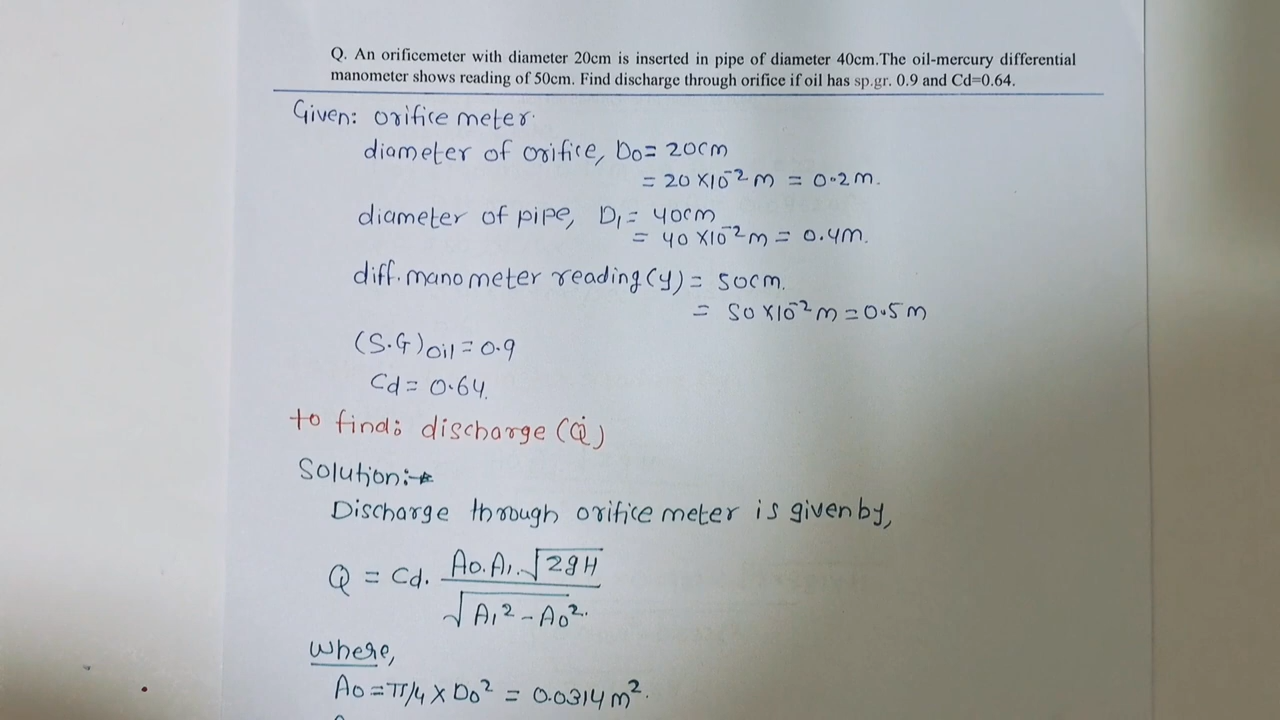 Q. An orificemeter with diameter 20cm is inserted in pipe of diameter 40cm.The oil-mercury differential
manometer shows reading of 50cm. Find discharge through orifice if oil has sp.gr. 0.9 and Cd=0.64.
Given: orifice meter.
diameter of orifice, Do = 20cm
= 20 ×10⁻² m = 0.2m.
diameter of pipe, D₁ = 40cm
= 40 ×10⁻² m = 0.4m.
diff. manometer reading (y) = 50cm.
= 50 ×10⁻² m = 0.5m
(S.G)oil = 0.9
Cd = 0.64.
to find: discharge (Q̇)
Solution:→
Discharge through orifice meter is given by,
Q = Cd. Ao.A₁.√2gH / √A₁² - Ao².
where,
Ao = π/4 × Do² = 0.0314 m².